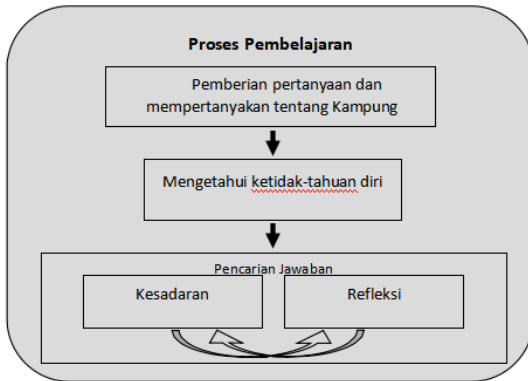 Proses Pembelajaran
Pemberian pertanyaan dan
mempertanyakan tentang Kampung
Mengetahui ketidak-tahuan diri
Pencarian Jawaban
Kesadaran
Refleksi